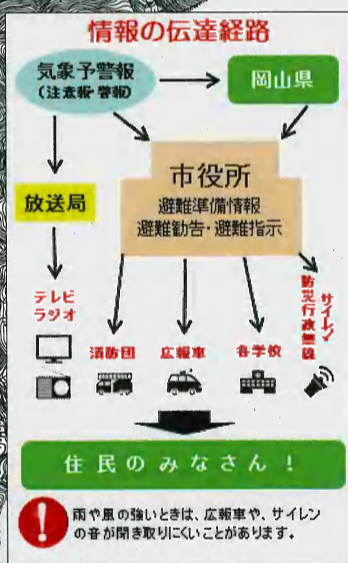 情報の伝達経路
気象予警報
(注意報・警報)
岡山県
市役所
避難準備情報
避難勧告・避難指示
放送局
テレビ
ラジオ
消防団
広報車
各学校
防災行政無線
サイレン
住民のみなさん！
雨や風の強いときは、広報車や、サイレン
の音が聞き取りにくいことがあります。